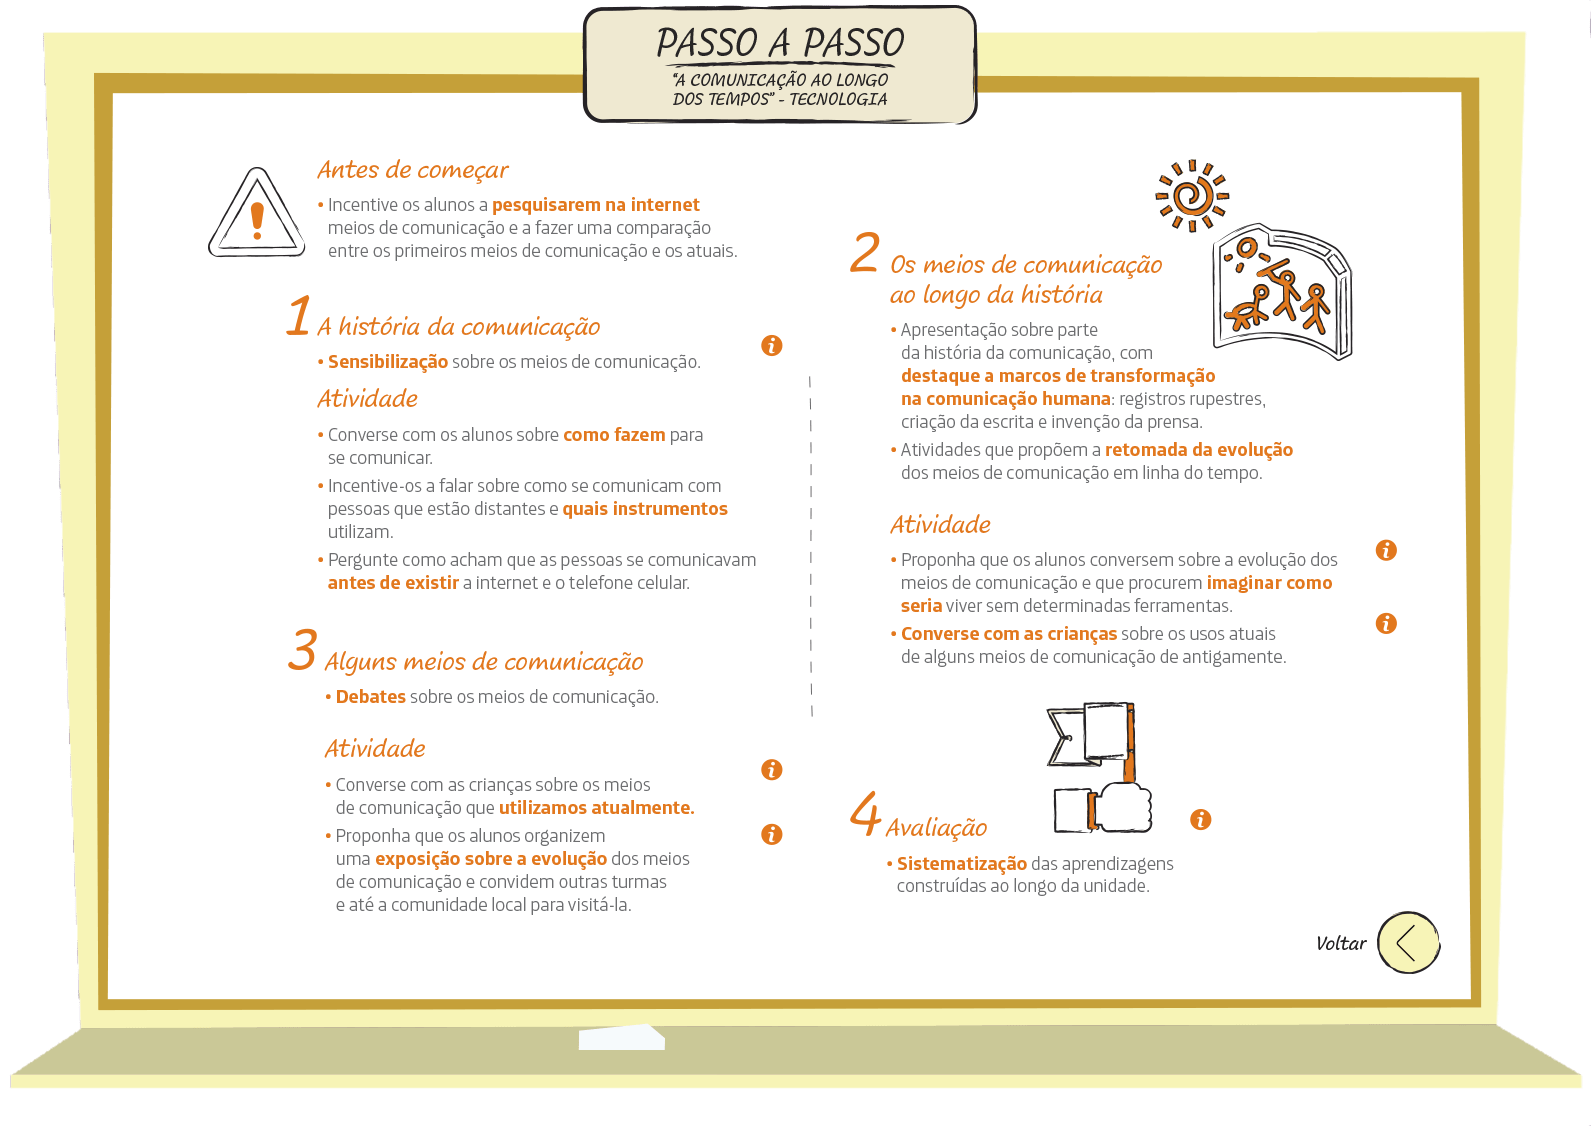 PASSO A PASSO
“A COMUNICAÇÃO AO LONGO
DOS TEMPOS” - TECNOLOGIA
Antes de começar
• Incentive os alunos a pesquisarem na internet
meios de comunicação e a fazer uma comparação
entre os primeiros meios de comunicação e os atuais.
1 A história da comunicação
• Sensibilização sobre os meios de comunicação.
Atividade
• Converse com os alunos sobre como fazem para
se comunicar.
• Incentive-os a falar sobre como se comunicam com
pessoas que estão distantes e quais instrumentos
utilizam.
• Pergunte como acham que as pessoas se comunicavam
antes de existir a internet e o telefone celular.
2 Os meios de comunicação
ao longo da história
• Apresentação sobre parte
da história da comunicação, com
destaque a marcos de transformação
na comunicação humana: registros rupestres,
criação da escrita e invenção da prensa.
• Atividades que propõem a retomada da evolução
dos meios de comunicação em linha do tempo.
Atividade
• Proponha que os alunos conversem sobre a evolução dos
meios de comunicação e que procurem imaginar como
seria viver sem determinadas ferramentas.
• Converse com as crianças sobre os usos atuais
de alguns meios de comunicação de antigamente.
3 Alguns meios de comunicação
• Debates sobre os meios de comunicação.
Atividade
• Converse com as crianças sobre os meios
de comunicação que utilizamos atualmente.
• Proponha que os alunos organizem
uma exposição sobre a evolução dos meios
de comunicação e convidem outras turmas
e até a comunidade local para visitá-la.
4 Avaliação
• Sistematização das aprendizagens
construídas ao longo da unidade.
Voltar